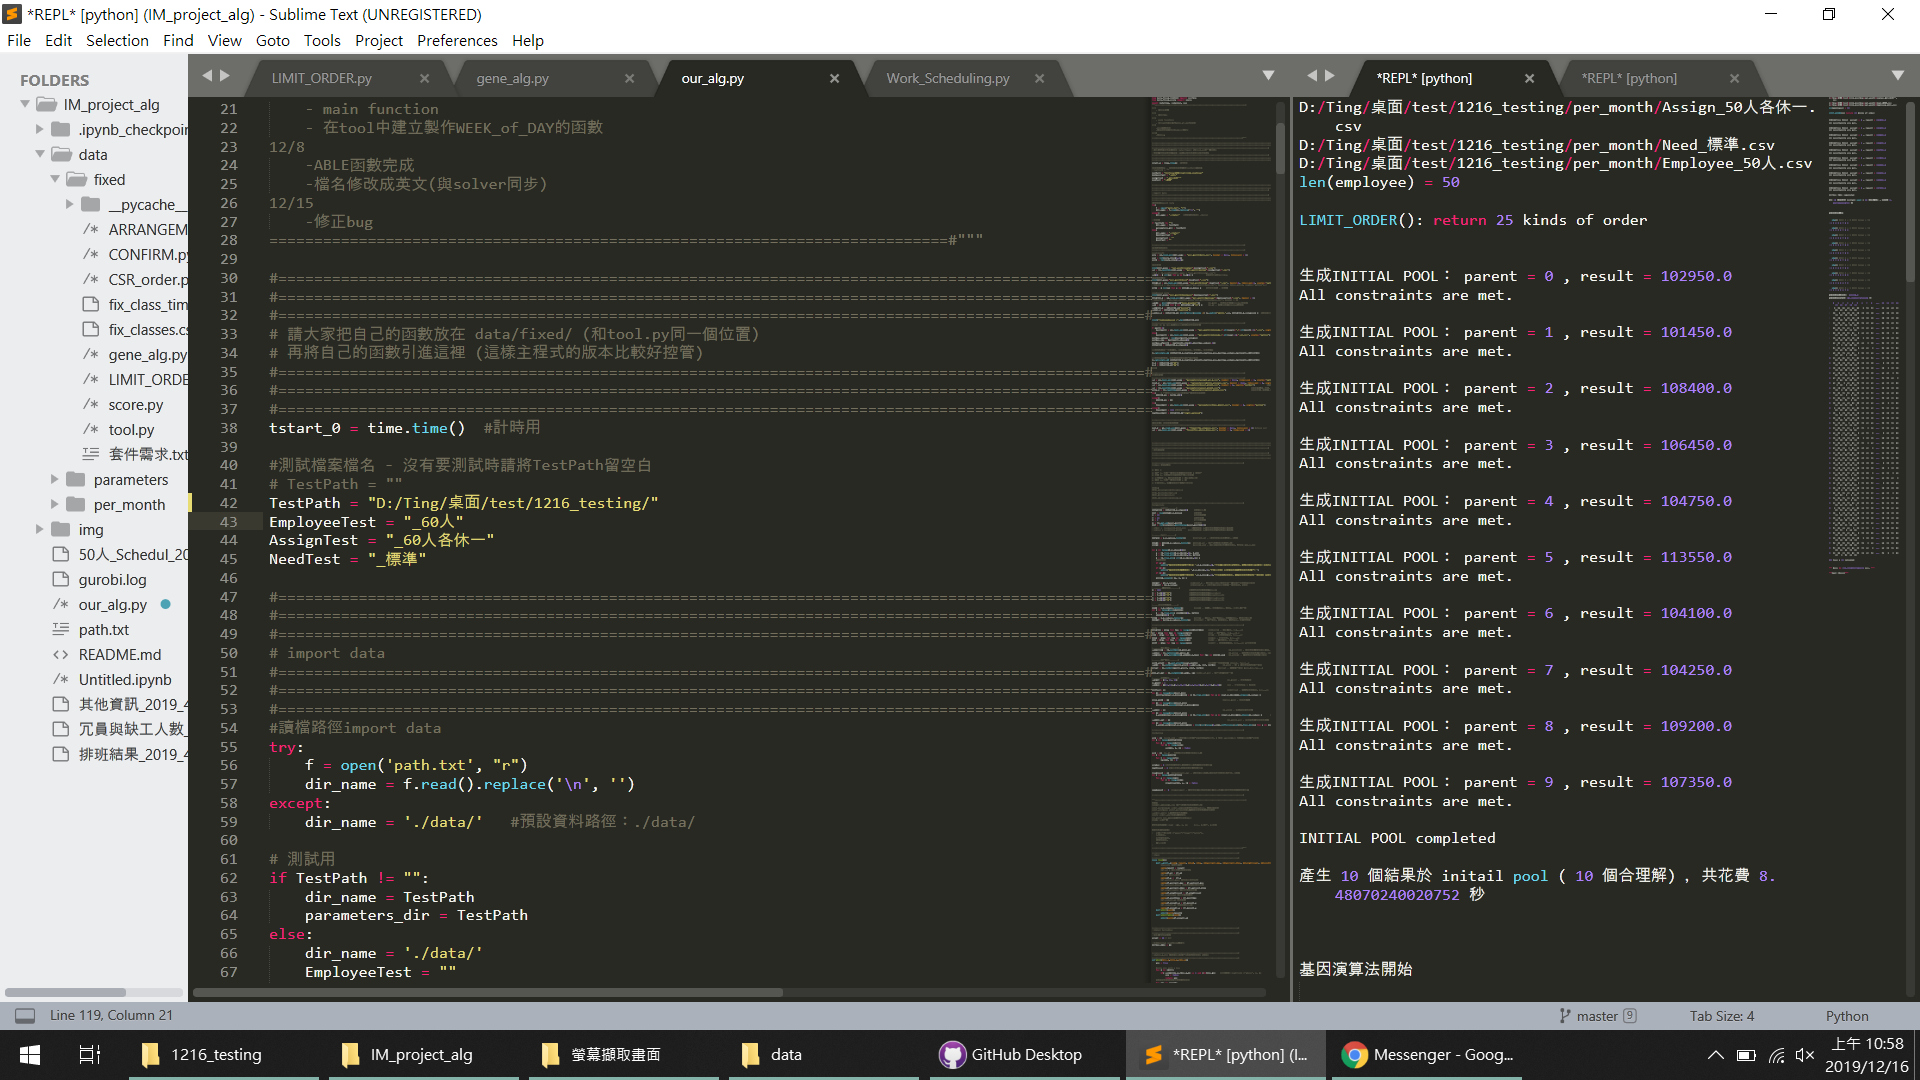 *REPL* [python] (IM_project_alg) - Sublime Text (UNREGISTERED)
File Edit Selection Find View Goto Tools Project Preferences Help
FOLDERS
IM_project_alg
.ipynb_checkpoin
data
fixed
__pycache__
ARRANGEM
CONFIRM.py
CSR_order.p
fix_class_tim
fix_classes.cs
gene_alg.py
LIMIT_ORDE
score.py
tool.py
套件需求.txt
parameters
per_month
img
50人_Schedul_20
gurobi.log
our_alg.py
path.txt
README.md
Untitled.ipynb
其他資訊_2019_4
冗員與缺工人數_
排班結果_2019_4
LIMIT_ORDER.py gene_alg.py our_alg.py Work_Scheduling.py
21 - main function
22 - 在tool中建立製作WEEK_of_DAY的函數
23 12/8
24 -ABLE函數完成
25 -檔名修改成英文(與solver同步)
26 12/15
27 -修正bug
28 ============================================================================#"""
29
30 #=================================================================================================
31 #=================================================================================================
32 #=================================================================================================#
33 # 請大家把自己的函數放在 data/fixed/ (和tool.py同一個位置)
34 # 再將自己的函數引進這裡 (這樣主程式的版本比較好控管)
35 #=================================================================================================#
36 #=================================================================================================
37 #=================================================================================================
38 tstart_0 = time.time() #計時用
39
40 #測試檔案檔名 - 沒有要測試時請將TestPath留空白
41 # TestPath = ""
42 TestPath = "D:/Ting/桌面/test/1216_testing/"
43 EmployeeTest = "_60人"
44 AssignTest = "_60人各休一"
45 NeedTest = "_標準"
46
47 #=================================================================================================
48 #=================================================================================================
49 #=================================================================================================#
50 # import data
51 #=================================================================================================#
52 #=================================================================================================
53 #=================================================================================================
54 #讀檔路徑import data
55 try:
56 f = open('path.txt', "r")
57 dir_name = f.read().replace('\n', '')
58 except:
59 dir_name = './data/' #預設資料路徑：./data/
60
61 # 測試用
62 if TestPath != "":
63 dir_name = TestPath
64 parameters_dir = TestPath
65 else:
66 dir_name = './data/'
67 EmployeeTest = ""
*REPL* [python] *REPL* [python]
D:/Ting/桌面/test/1216_testing/per_month/Assign_50人各休一.
csv
D:/Ting/桌面/test/1216_testing/per_month/Need_標準.csv
D:/Ting/桌面/test/1216_testing/per_month/Employee_50人.csv
len(employee) = 50
LIMIT_ORDER(): return 25 kinds of order
生成INITIAL POOL： parent = 0 , result = 102950.0
All constraints are met.
生成INITIAL POOL： parent = 1 , result = 101450.0
All constraints are met.
生成INITIAL POOL： parent = 2 , result = 108400.0
All constraints are met.
生成INITIAL POOL： parent = 3 , result = 106450.0
All constraints are met.
生成INITIAL POOL： parent = 4 , result = 104750.0
All constraints are met.
生成INITIAL POOL： parent = 5 , result = 113550.0
All constraints are met.
生成INITIAL POOL： parent = 6 , result = 104100.0
All constraints are met.
生成INITIAL POOL： parent = 7 , result = 104250.0
All constraints are met.
生成INITIAL POOL： parent = 8 , result = 109200.0
All constraints are met.
生成INITIAL POOL： parent = 9 , result = 107350.0
All constraints are met.
INITIAL POOL completed
產生 10 個結果於 initail pool ( 10 個合理解) , 共花費 8.
48070240020752 秒
基因演算法開始
Line 119, Column 21 master 9 Tab Size: 4 Python
1216_testing IM_project_alg 螢幕擷取畫面 data GitHub Desktop *REPL* [python] (I... Messenger - Goog...
上午 10:58
2019/12/16